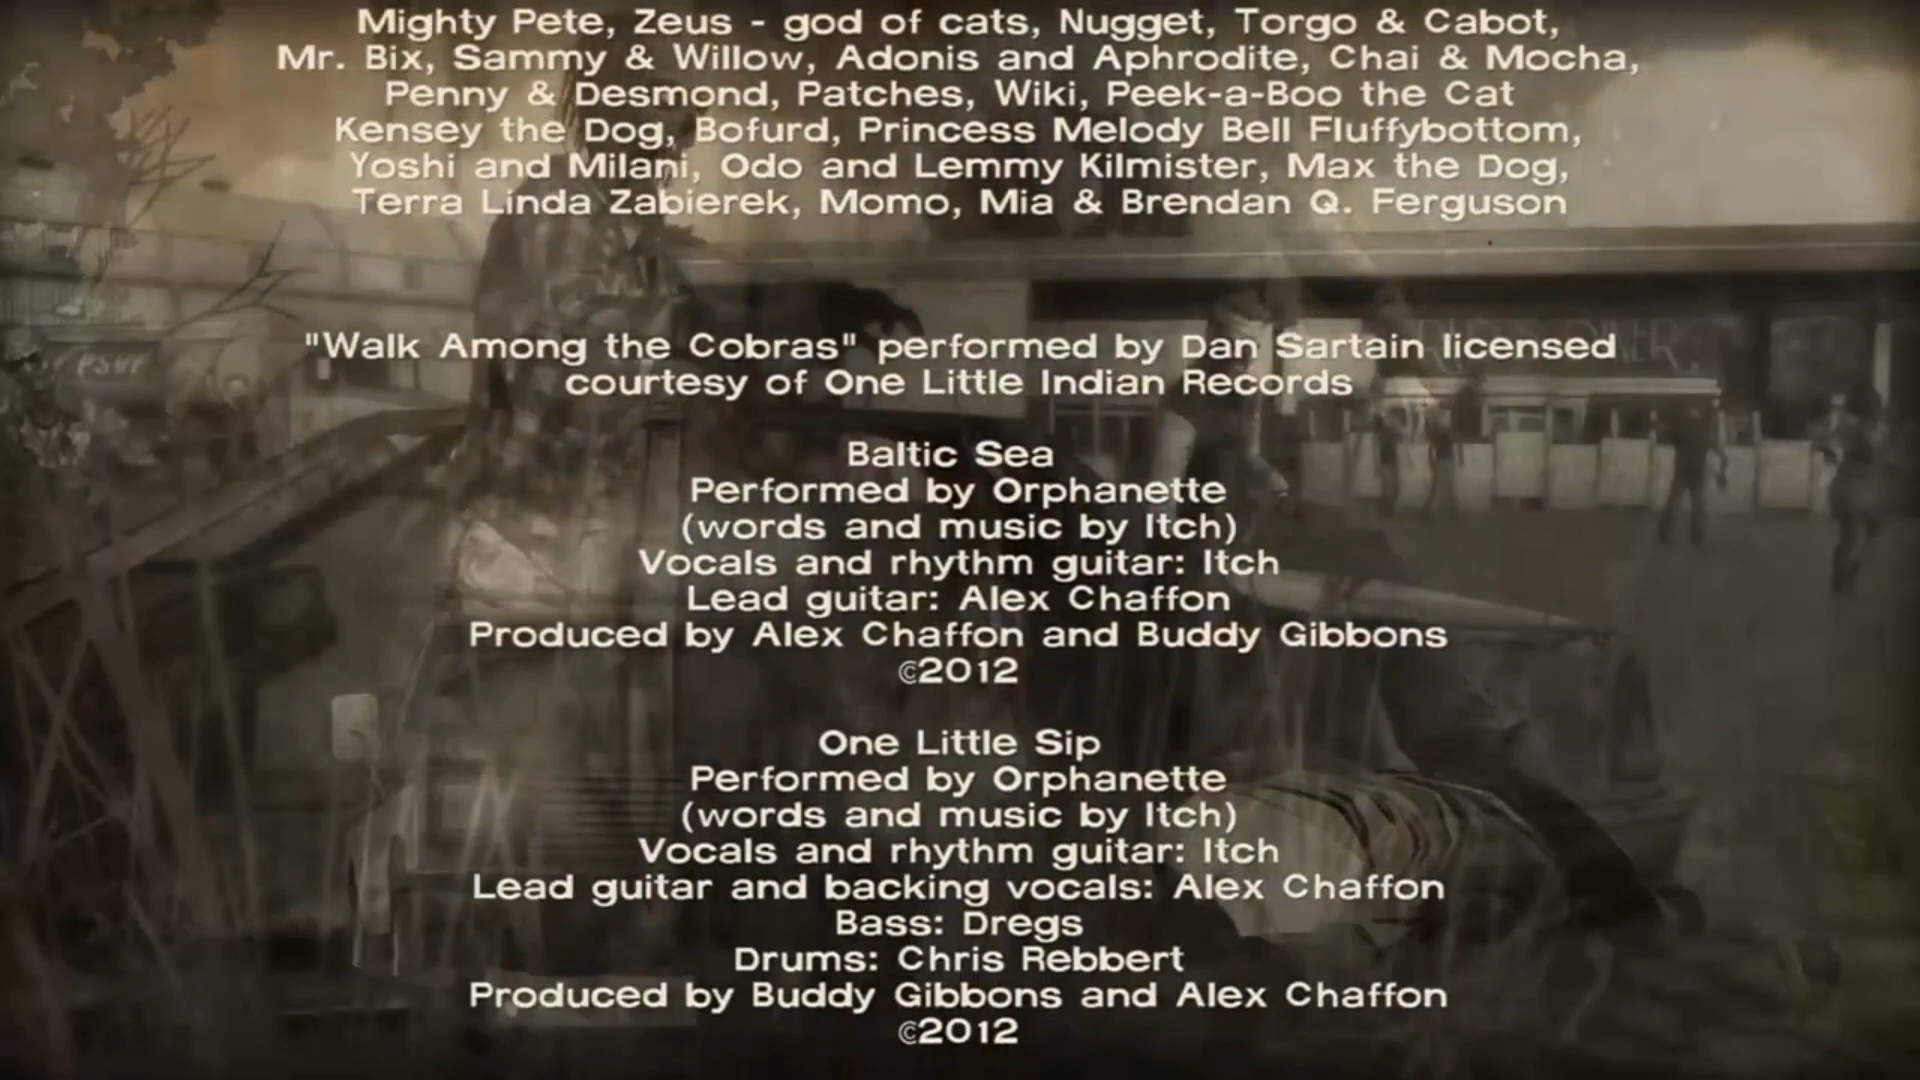 Mighty Pete, Zeus - god of cats, Nugget, Torgo & Cabot,
Mr. Bix, Sammy & Willow, Adonis and Aphrodite, Chai & Mocha,
Penny & Desmond, Patches, Wiki, Peek-a-Boo the Cat
Kensey the Dog, Bofurd, Princess Melody Bell Fluffybottom,
Yoshi and Milani, Odo and Lemmy Kilmister, Max the Dog,
Terra Linda Zabierek, Momo, Mia & Brendan Q. Ferguson
"Walk Among the Cobras" performed by Dan Sartain licensed
courtesy of One Little Indian Records
Baltic Sea
Performed by Orphanette
(words and music by Itch)
Vocals and rhythm guitar: Itch
Lead guitar: Alex Chaffon
Produced by Alex Chaffon and Buddy Gibbons
©2012
One Little Sip
Performed by Orphanette
(words and music by Itch)
Vocals and rhythm guitar: Itch
Lead guitar and backing vocals: Alex Chaffon
Bass: Dregs
Drums: Chris Rebbert
Produced by Buddy Gibbons and Alex Chaffon
©2012